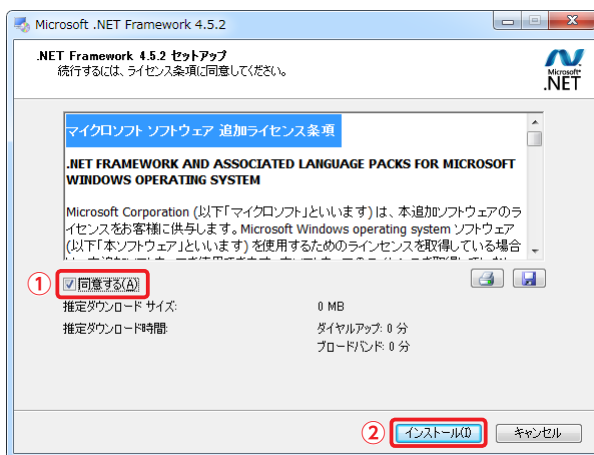 Microsoft .NET Framework 4.5.2
.NET Framework 4.5.2 セットアップ
続行するには、ライセンス条項に同意してください。
Microsoft
.NET
マイクロソフト ソフトウェア 追加ライセンス条項
.NET FRAMEWORK AND ASSOCIATED LANGUAGE PACKS FOR MICROSOFT
WINDOWS OPERATING SYSTEM
Microsoft Corporation (以下「マイクロソフト」といいます) は、本追加ソフトウェアのラ
イセンスをお客様に供与します。Microsoft Windows operating system ソフトウェア
(以下「本ソフトウェア」といいます) を使用するためのラインセンスを取得している場合
① 同意する(A)
推定ダウンロード サイズ: 0 MB
推定ダウンロード時間: ダイヤルアップ: 0 分
ブロードバンド: 0 分
② インストール(I) キャンセル